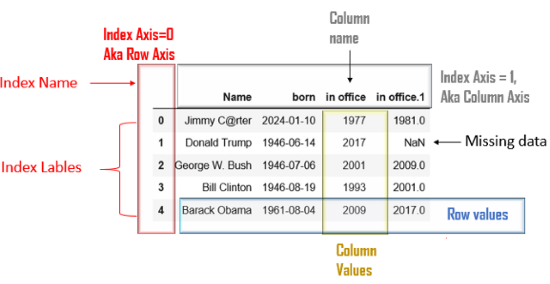 Column
name
Index Axis=0
Aka Row Axis
Index Name
Index Axis = 1,
Aka Column Axis
Name born in office in office.1
0 Jimmy C@rter 2024-01-10 1977 1981.0
1 Donald Trump 1946-06-14 2017 NaN
Missing data
2 George W. Bush 1946-07-06 2001 2009.0
Index Lables
3 Bill Clinton 1946-08-19 1993 2001.0
4 Barack Obama 1961-08-04 2009 2017.0
Row values
Column
Values